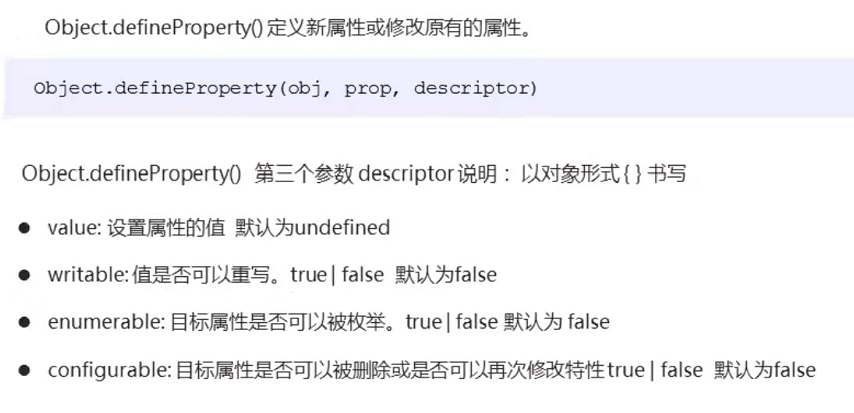 Object.defineProperty() 定义新属性或修改原有的属性。
Object.defineProperty(obj, prop, descriptor)
Object.defineProperty() 第三个参数 descriptor 说明： 以对象形式 { } 书写
● value: 设置属性的值 默认为undefined
● writable: 值是否可以重写。true | false 默认为false
● enumerable: 目标属性是否可以被枚举。true | false 默认为 false
● configurable: 目标属性是否可以被删除或是否可以再次修改特性 true | false 默认为false